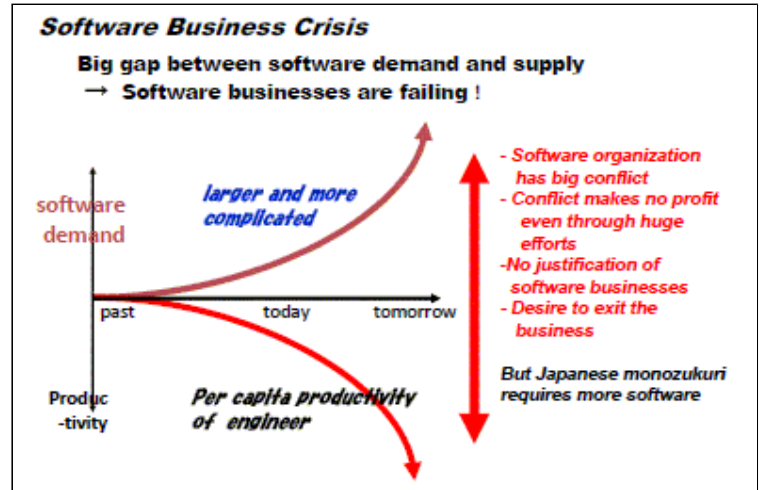 Software Business Crisis
Big gap between software demand and supply
→ Software businesses are failing !
larger and more
complicated
software
demand
past
today
tomorrow
Produc
-tivity
Per capita productivity
of engineer
- Software organization
has big conflict
- Conflict makes no profit
even through huge
efforts
-No justification of
software businesses
- Desire to exit the
business
But Japanese monozukuri
requires more software